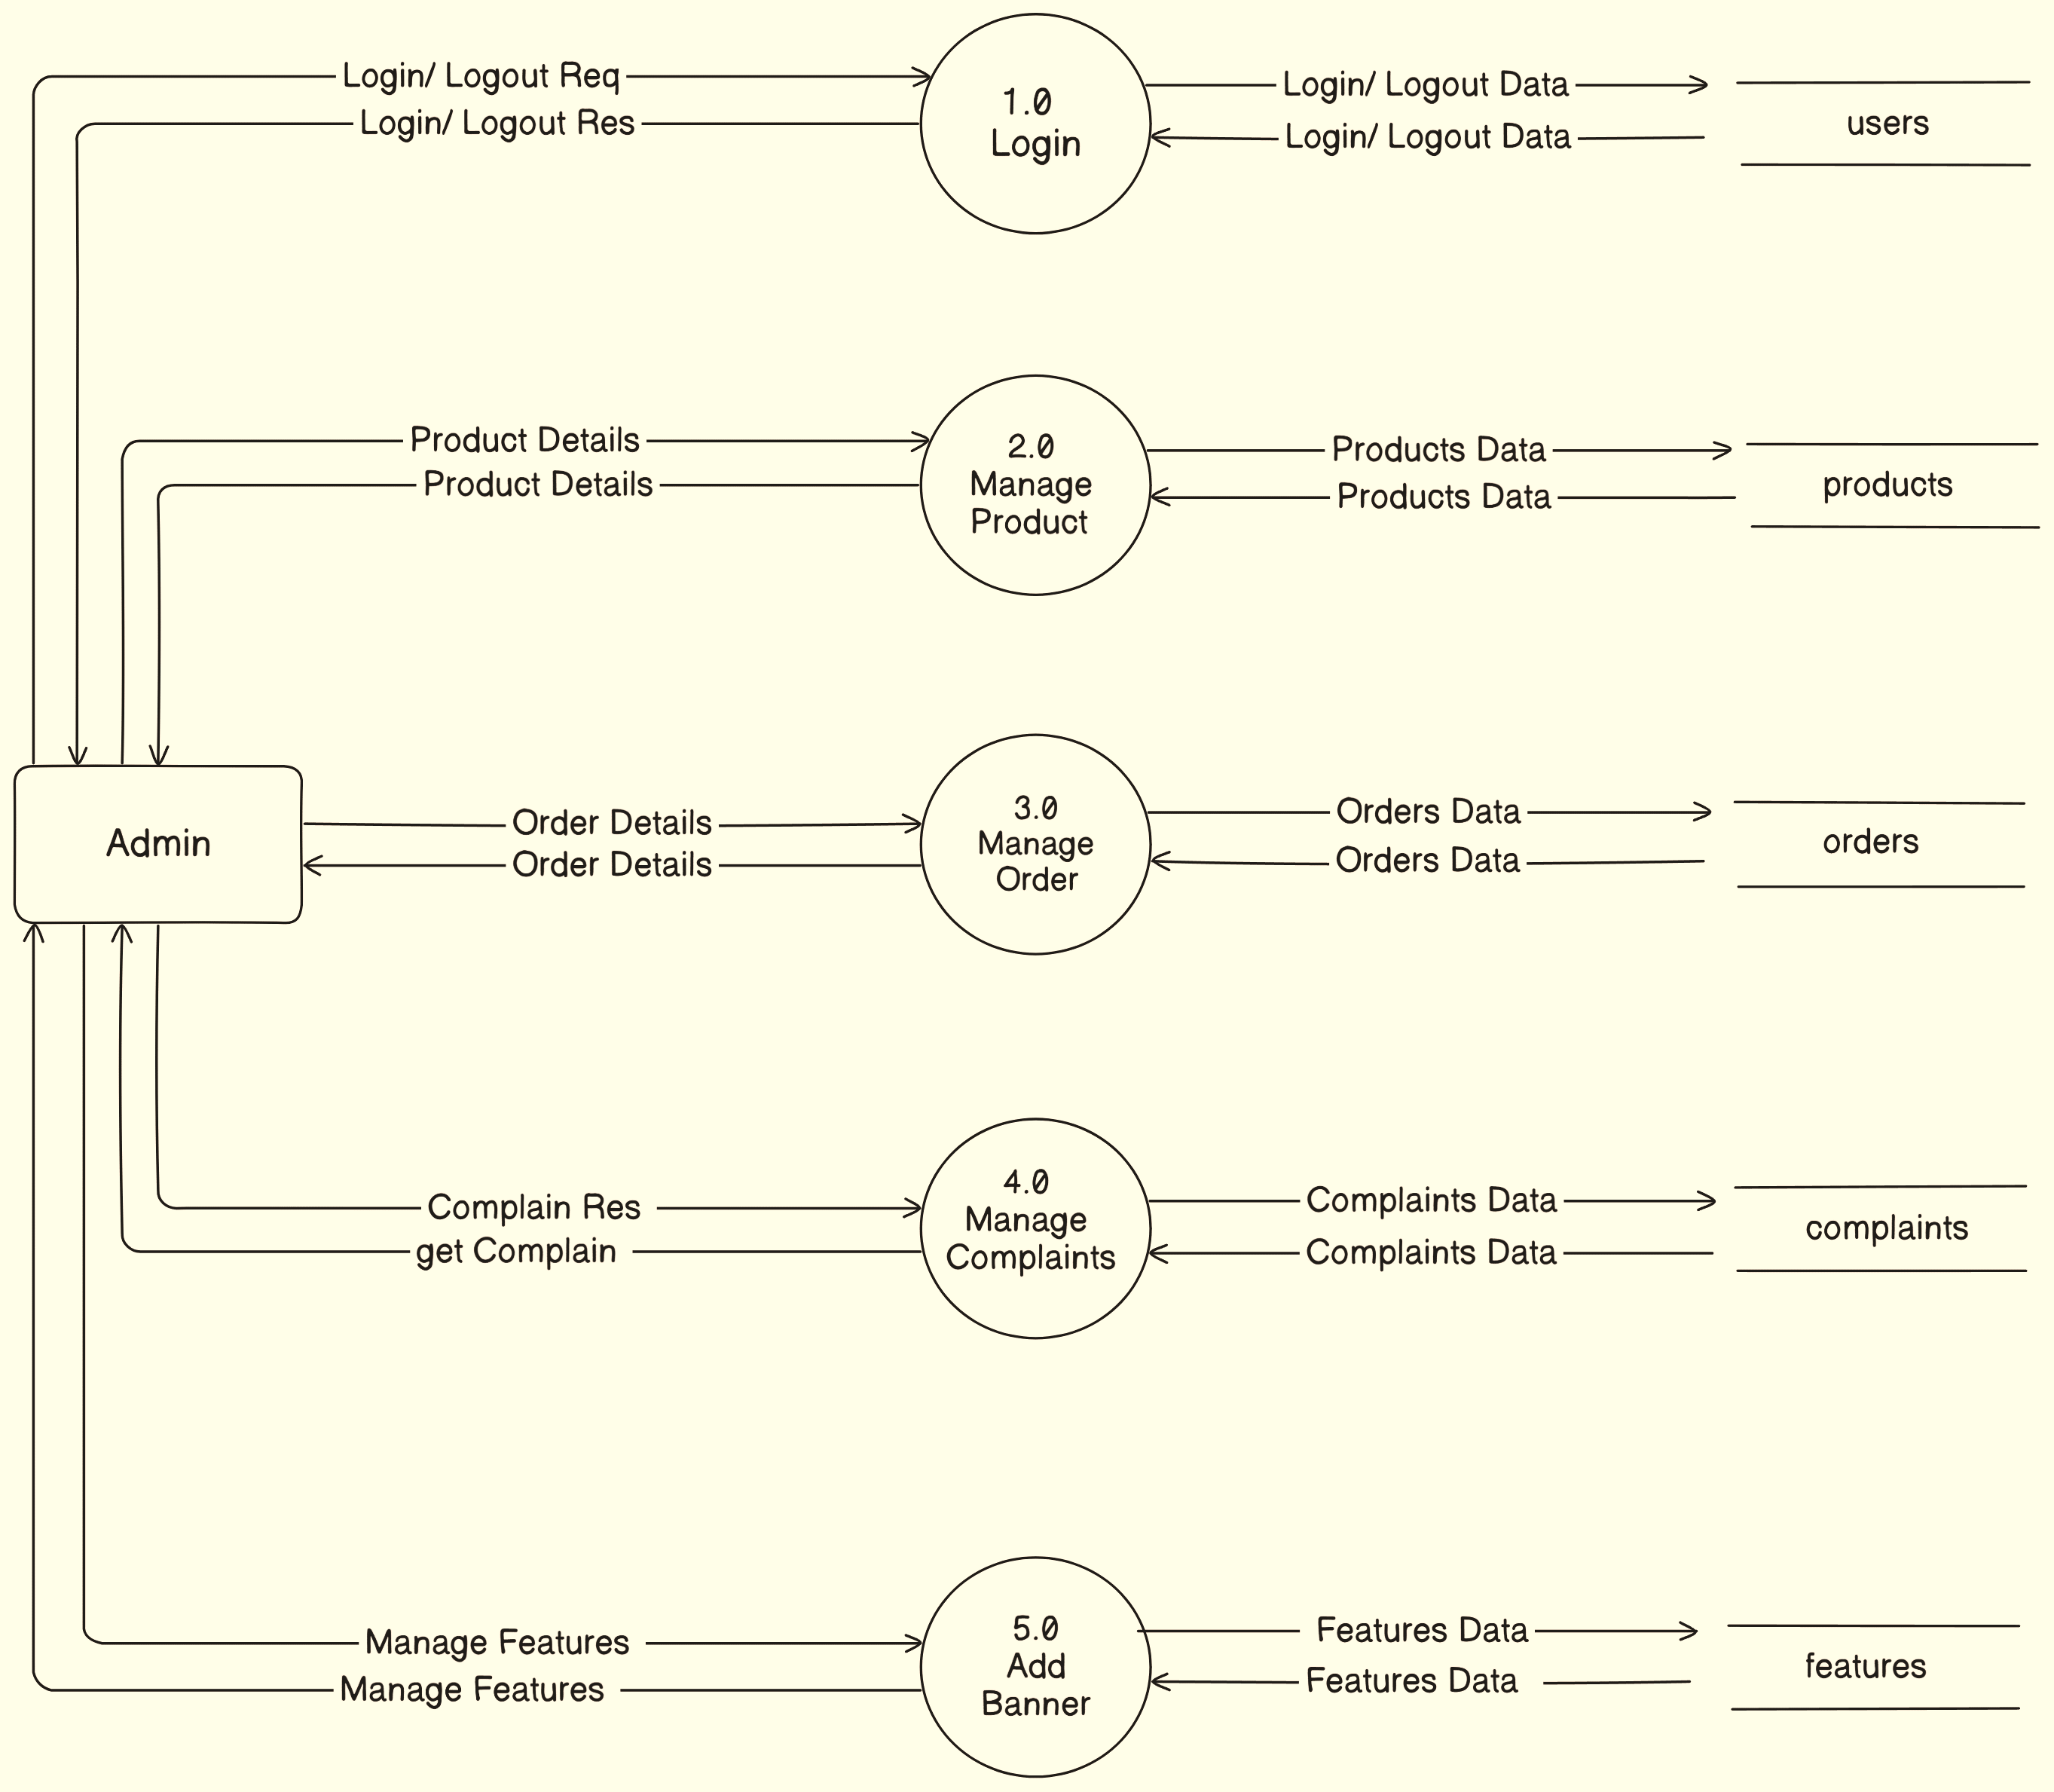 Login/ Logout Req
Login/ Logout Res
1.0
Login
Login/ Logout Data
Login/ Logout Data
users
Product Details
Product Details
2.0
Manage
Product
Products Data
Products Data
products
Admin
Order Details
Order Details
3.0
Manage
Order
Orders Data
Orders Data
orders
Complain Res
get Complain
4.0
Manage
Complaints
Complaints Data
Complaints Data
complaints
Manage Features
Manage Features
5.0
Add
Banner
Features Data
Features Data
features